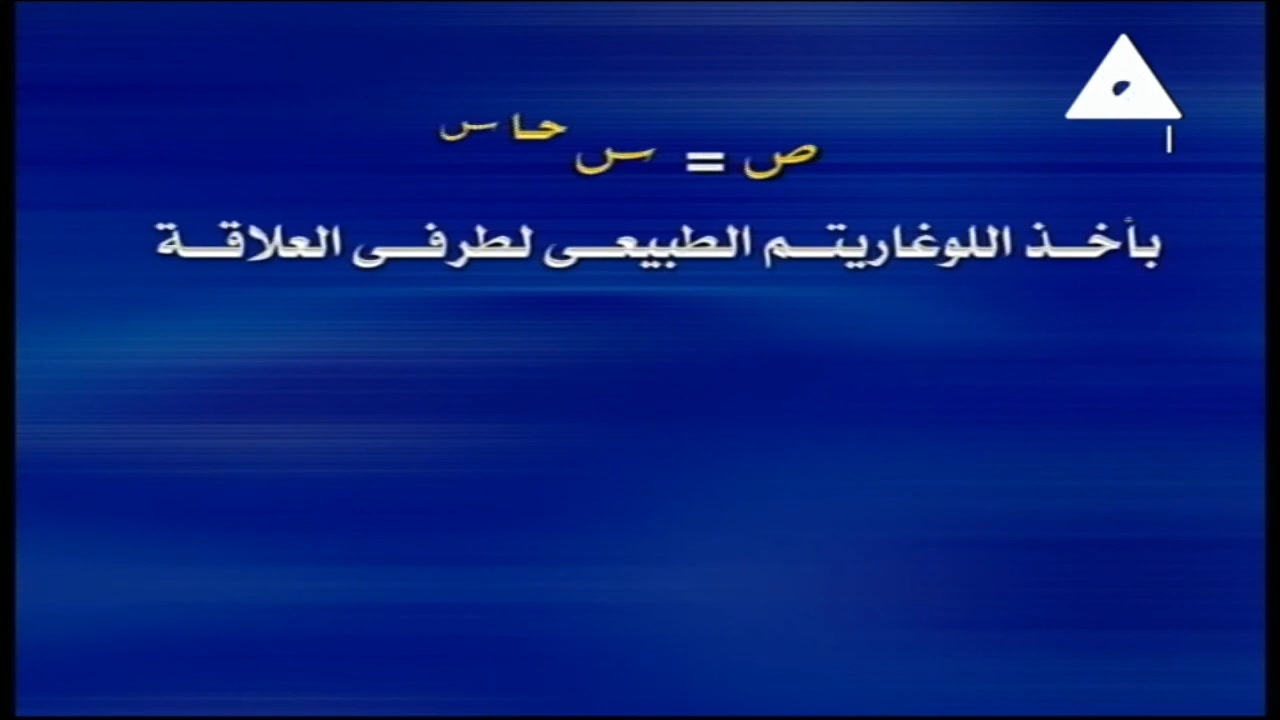 ص = س حا س
بأخذ اللوغاريتم الطبيعى لطرفى العلاقة